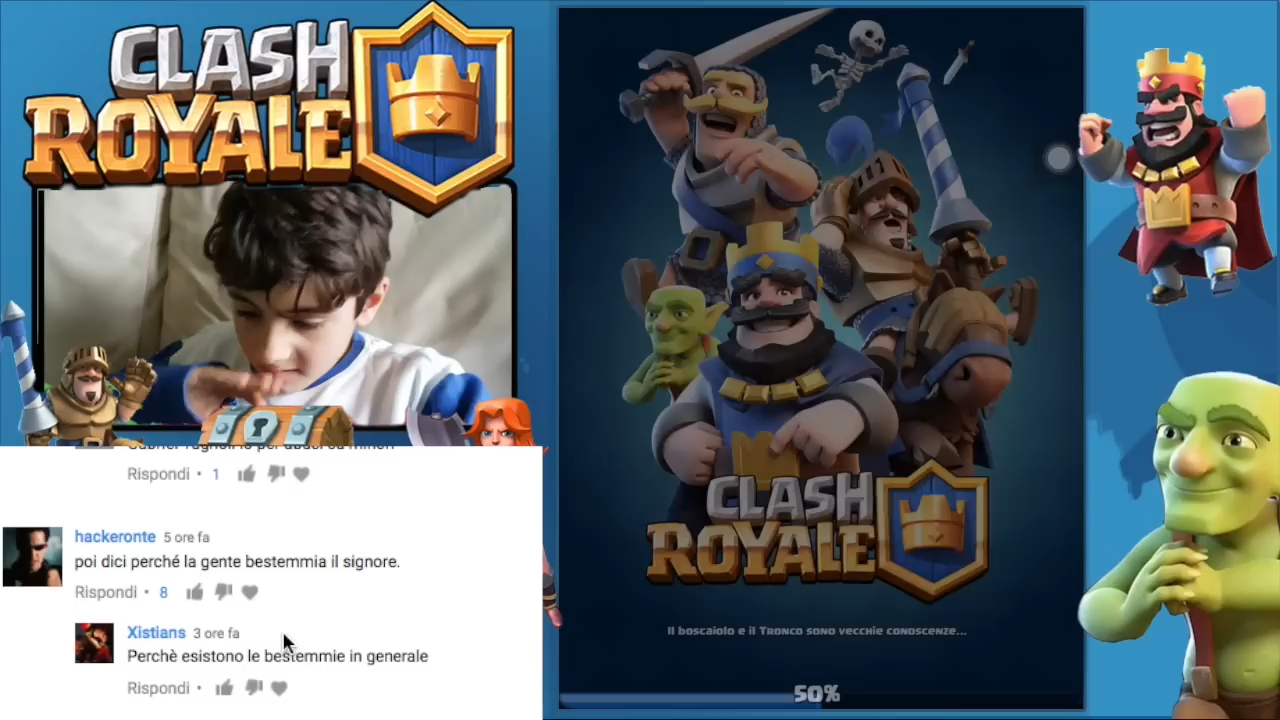 CLASH
ROYALE
Rispondi • 1
hackeronte 5 ore fa
poi dici perché la gente bestemmia il signore.
Rispondi • 8
Xistians 3 ore fa
Perchè esistono le bestemmie in generale
Rispondi •
CLASH
ROYALE
Il boscaiolo e il Tronco sono vecchie conoscenze...
50%